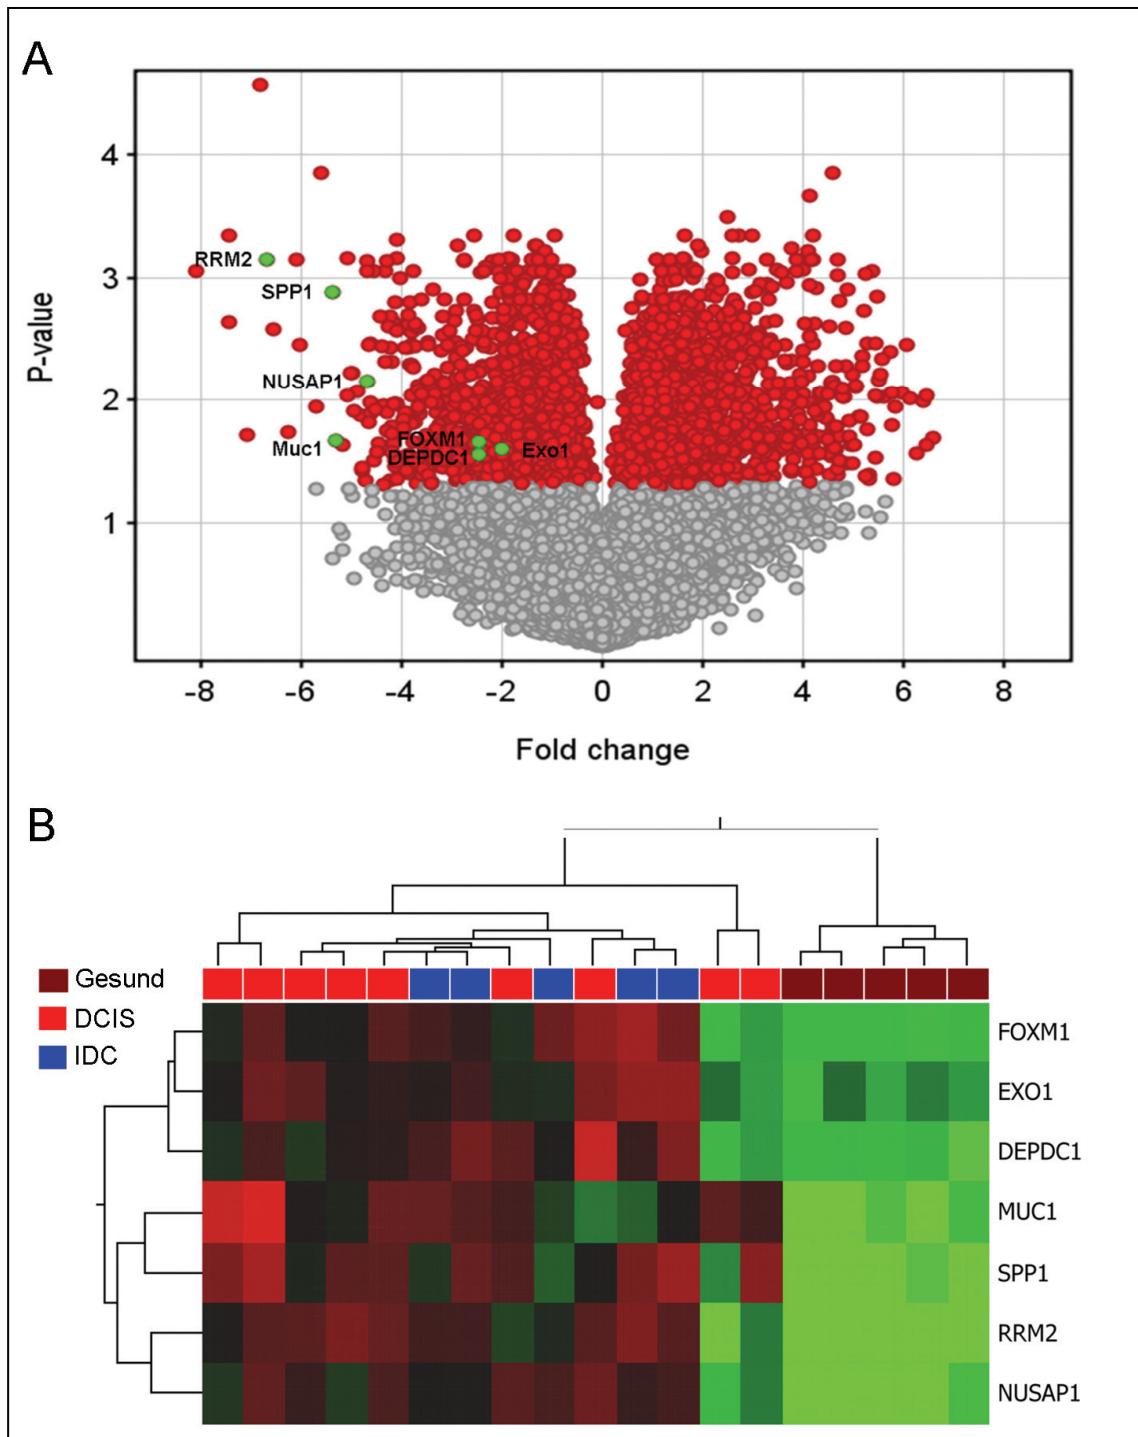 A
4
3
2
1
P-value
RRM2
SPP1
NUSAP1
Muc1
FOXM1
DEPDC1
Exo1
-8 -6 -4 -2 0 2 4 6 8
Fold change
B
Gesund
DCIS
IDC
FOXM1
EXO1
DEPDC1
MUC1
SPP1
RRM2
NUSAP1